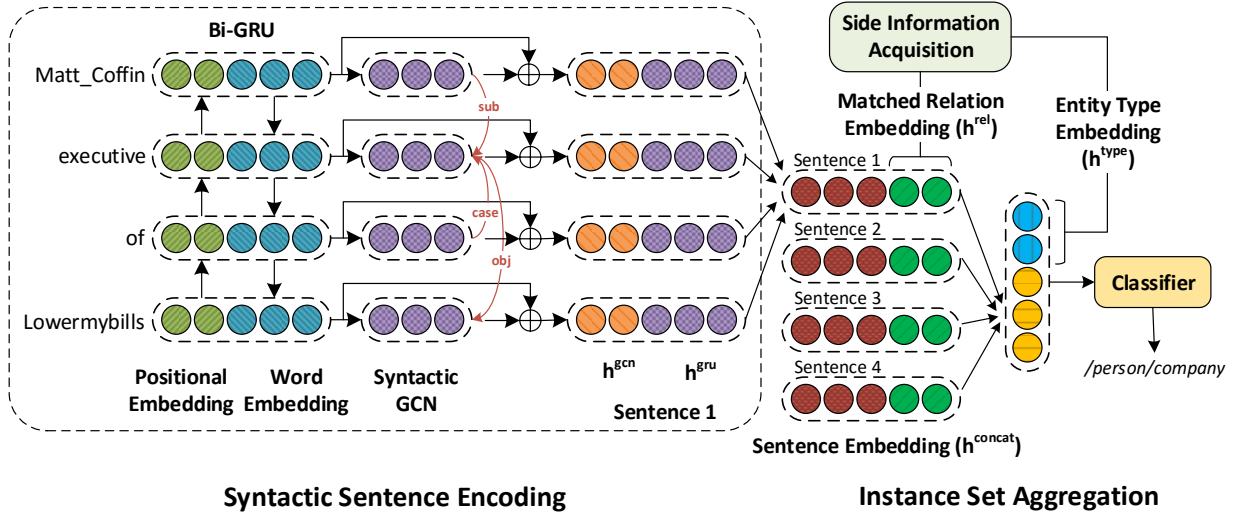 Bi-GRU
Matt_Coffin
executive
of
Lowermybills
sub
case
obj
Positional
Embedding
Word
Embedding
Syntactic
GCN
h^gcn
h^gru
Sentence 1
Syntactic Sentence Encoding
Side Information
Acquisition
Matched Relation
Embedding (h^rel)
Entity Type
Embedding
(h^type)
Sentence 1
Sentence 2
Sentence 3
Sentence 4
Sentence Embedding (h^concat)
Classifier
/person/company
Instance Set Aggregation